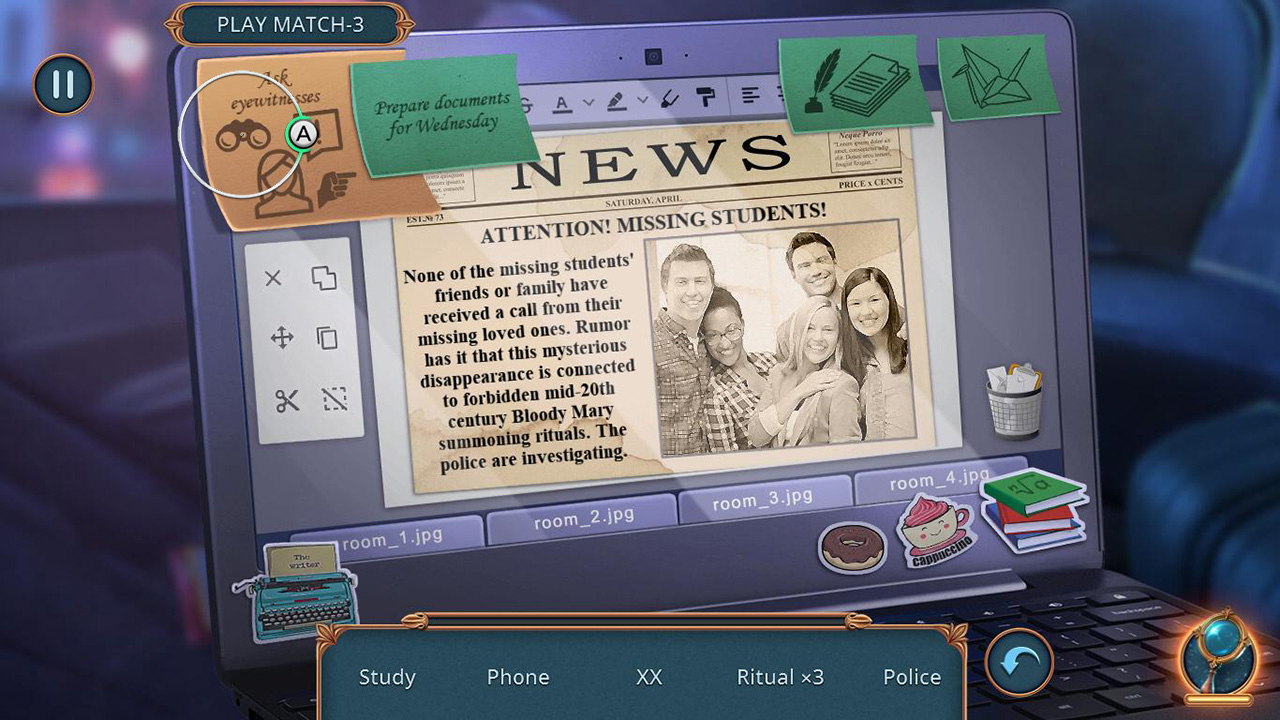 PLAY MATCH-3
Ask
eyewitnesses
A
Prepare documents
for Wednesday
A
NEWS
Neque Porro
EST.№ 73
SATURDAY, APRIL
PRICE x CENTS
ATTENTION! MISSING STUDENTS!
None of the missing students'
friends or family have
received a call from their
missing loved ones. Rumor
has it that this mysterious
disappearance is connected
to forbidden mid-20th
century Bloody Mary
summoning rituals. The
police are investigating.
room_1.jpg
room_2.jpg
room_3.jpg
room_4.jpg
√a
The
writer
cappuccino
backspace
Study
Phone
XX
Ritual ×3
Police